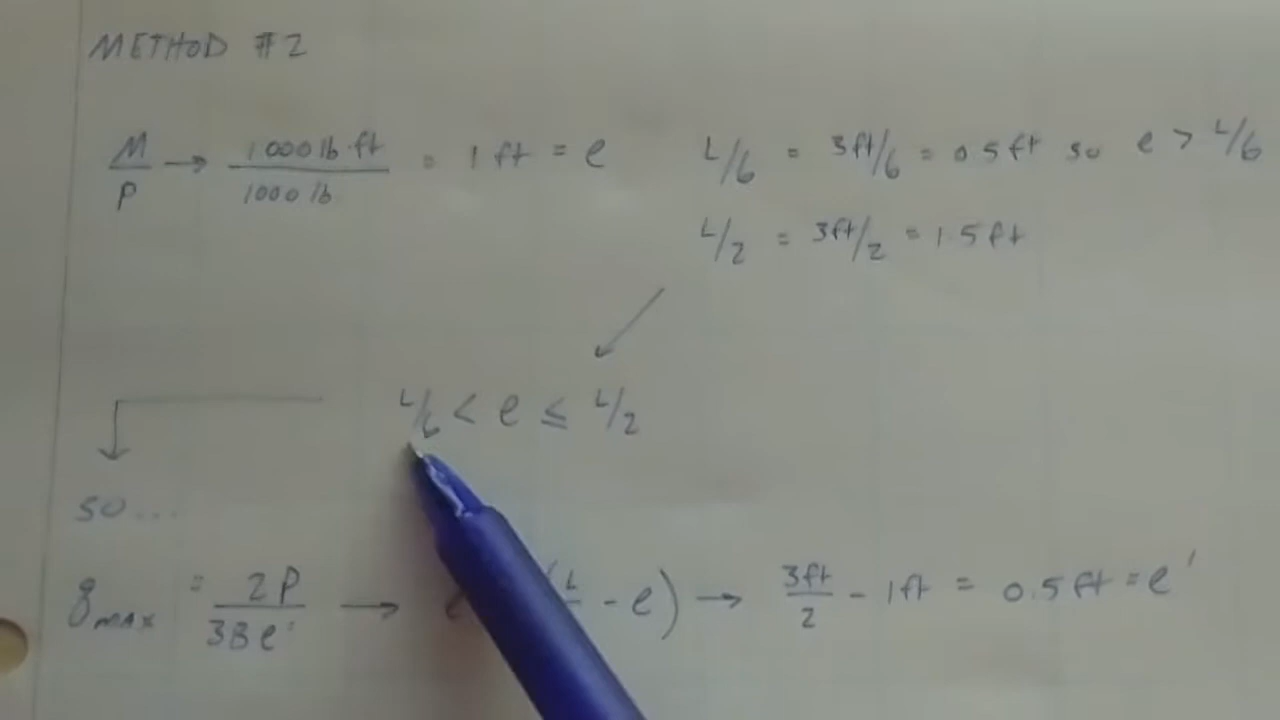 METHOD #2
M/P → 1000 lb·ft / 1000 lb = 1 ft = e
L/6 = 3ft/6 = 0.5 ft so e > L/6
L/2 = 3ft/2 = 1.5 ft
L/6 < e ≤ L/2
so...
qmax = 2P / 3Be' → e ( L - e) → 3ft/2 - 1ft = 0.5 ft = e'